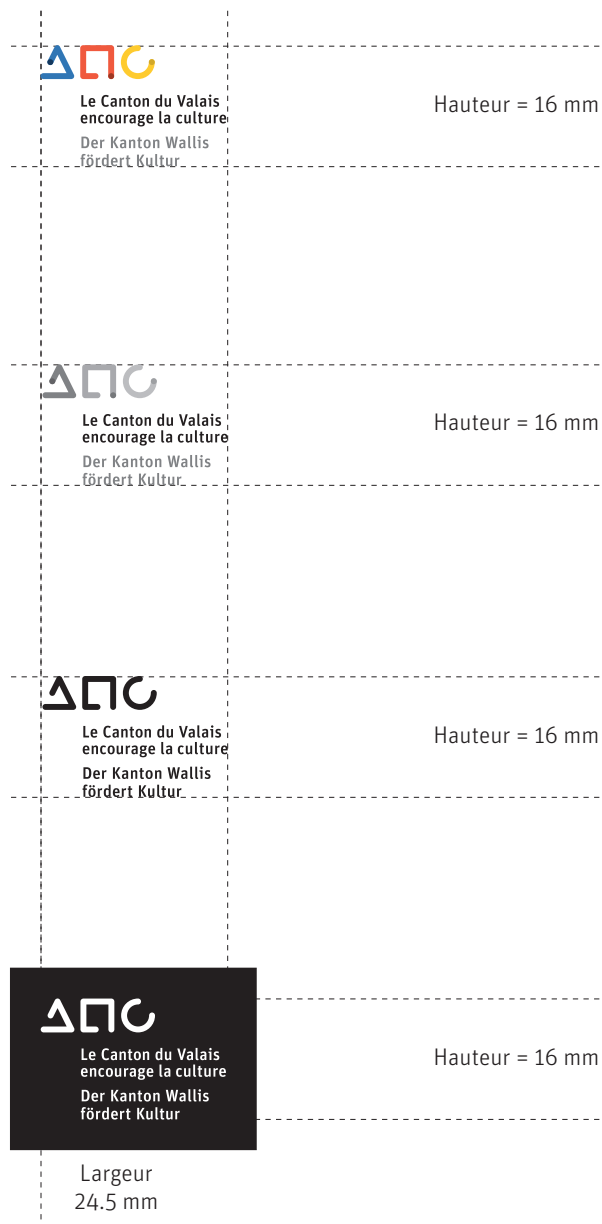 Le Canton du Valais
encourage la culture
Der Kanton Wallis
fördert Kultur
Hauteur = 16 mm
Le Canton du Valais
encourage la culture
Der Kanton Wallis
fördert Kultur
Hauteur = 16 mm
Le Canton du Valais
encourage la culture
Der Kanton Wallis
fördert Kultur
Hauteur = 16 mm
Le Canton du Valais
encourage la culture
Der Kanton Wallis
fördert Kultur
Hauteur = 16 mm
Largeur
24.5 mm